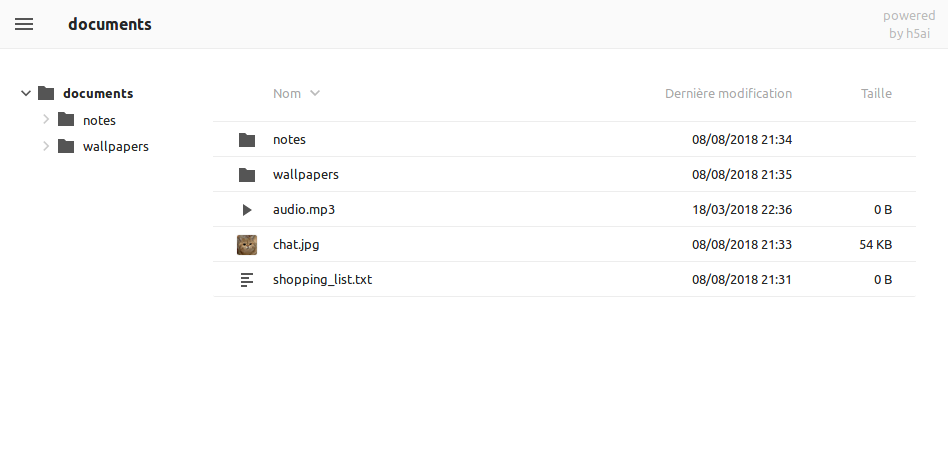 documents
powered
by h5ai
documents
notes
wallpapers
Nom Dernière modification Taille
notes 08/08/2018 21:34
wallpapers 08/08/2018 21:35
audio.mp3 18/03/2018 22:36 0 B
chat.jpg 08/08/2018 21:33 54 KB
shopping_list.txt 08/08/2018 21:31 0 B